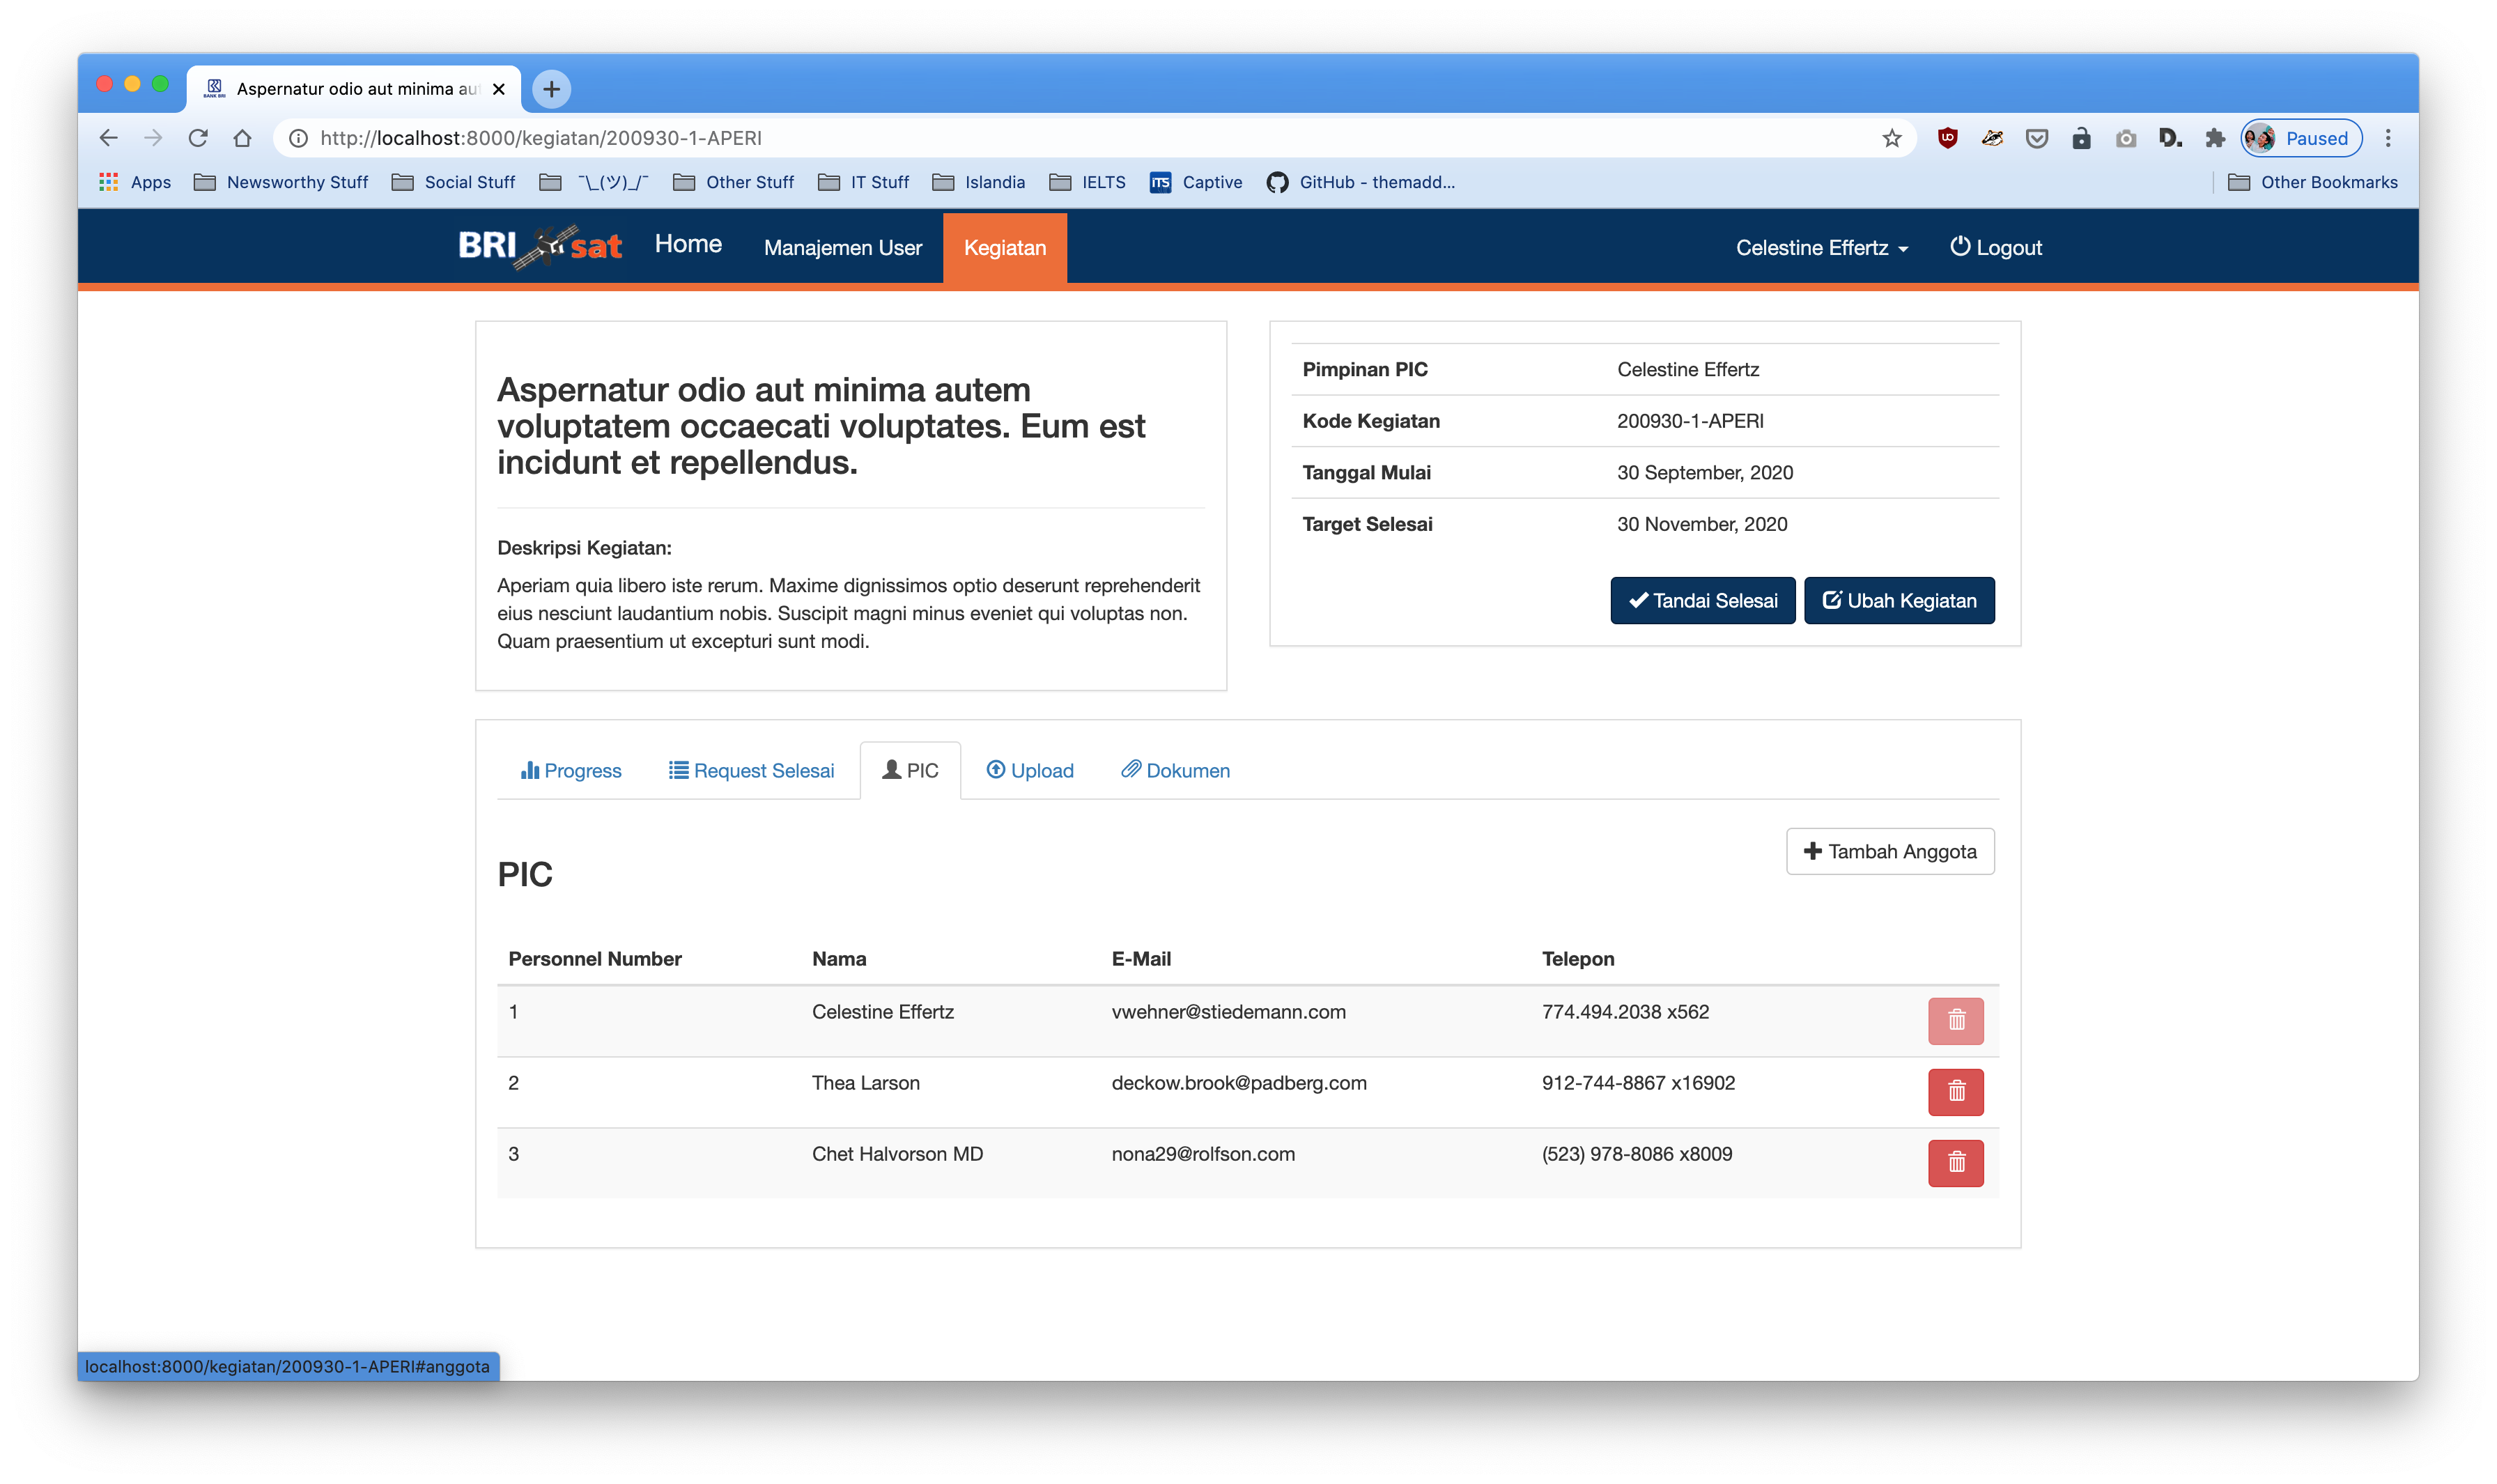 Aspernatur odio aut minima au
http://localhost:8000/kegiatan/200930-1-APERI
Paused
Apps
Newsworthy Stuff
Social Stuff
¯\_(ツ)_/¯
Other Stuff
IT Stuff
Islandia
IELTS
ITS
Captive
GitHub - themadd...
Other Bookmarks
BRI sat
Home
Manajemen User
Kegiatan
Celestine Effertz
Logout
Aspernatur odio aut minima autem
voluptatem occaecati voluptates. Eum est
incidunt et repellendus.
Deskripsi Kegiatan:
Aperiam quia libero iste rerum. Maxime dignissimos optio deserunt reprehenderit
eius nesciunt laudantium nobis. Suscipit magni minus eveniet qui voluptas non.
Quam praesentium ut excepturi sunt modi.
Pimpinan PIC Celestine Effertz
Kode Kegiatan 200930-1-APERI
Tanggal Mulai 30 September, 2020
Target Selesai 30 November, 2020
Tandai Selesai
Ubah Kegiatan
Progress
Request Selesai
PIC
Upload
Dokumen
Tambah Anggota
PIC
Personnel Number Nama E-Mail Telepon
1 Celestine Effertz vwehner@stiedemann.com 774.494.2038 x562
2 Thea Larson deckow.brook@padberg.com 912-744-8867 x16902
3 Chet Halvorson MD nona29@rolfson.com (523) 978-8086 x8009
localhost:8000/kegiatan/200930-1-APERI#anggota